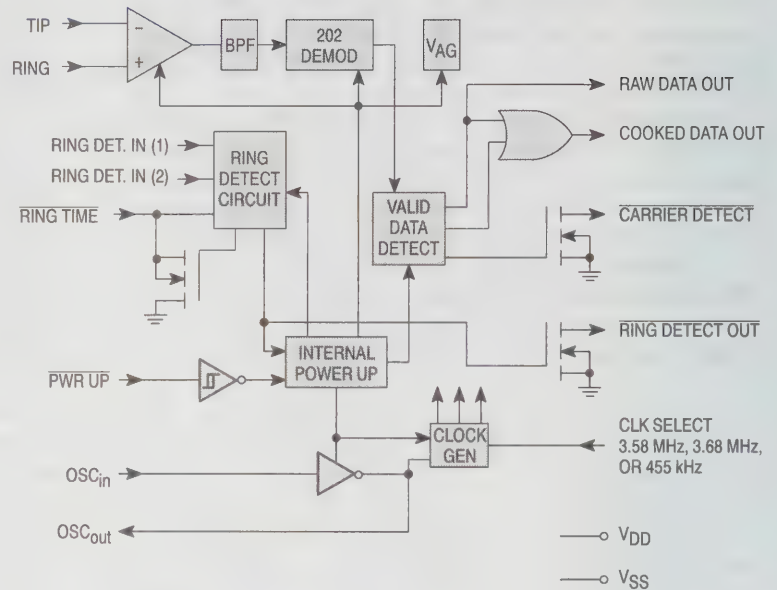 TIP
RING
−
+
BPF
202
DEMOD
VAG
RAW DATA OUT
COOKED DATA OUT
RING DET. IN (1)
RING DET. IN (2)
RING TIME
RING
DETECT
CIRCUIT
VALID
DATA
DETECT
CARRIER DETECT
RING DETECT OUT
PWR UP
INTERNAL
POWER UP
OSCin
OSCout
CLOCK
GEN
CLK SELECT
3.58 MHz, 3.68 MHz,
OR 455 kHz
VDD
VSS